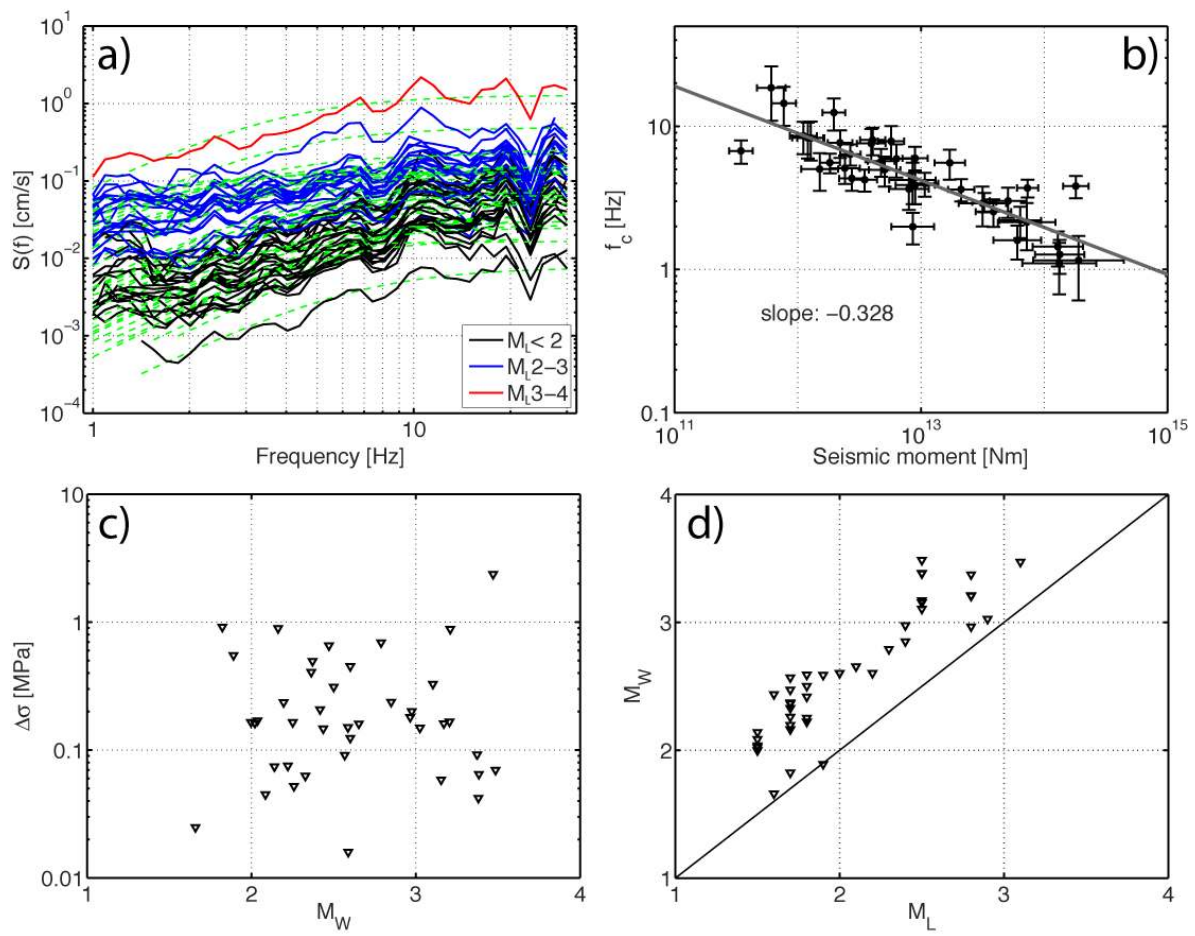 a)
10^1
10^0
10^-1
10^-2
10^-3
10^-4
S(f) [cm/s]
1
10
Frequency [Hz]
M_L< 2
M_L2−3
M_L3−4
b)
10
1
0.1
f_c [Hz]
slope: −0.328
10^11
10^13
10^15
Seismic moment [Nm]
c)
10
1
0.1
0.01
Δσ [MPa]
1
2
3
4
M_W
d)
4
3
2
1
M_W
1
2
3
4
M_L